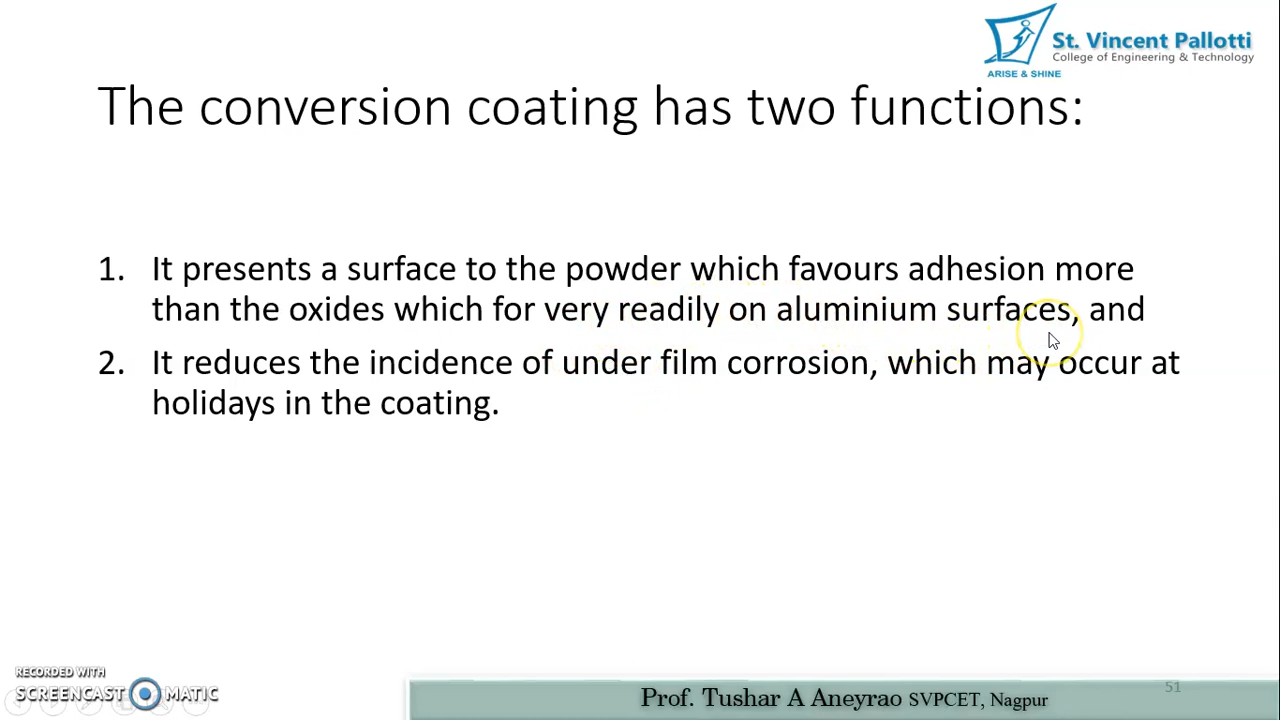 St. Vincent Pallotti
College of Engineering & Technology
ARISE & SHINE
The conversion coating has two functions:
1. It presents a surface to the powder which favours adhesion more
than the oxides which for very readily on aluminium surfaces, and
2. It reduces the incidence of under film corrosion, which may occur at
holidays in the coating.
RECORDED WITH
SCREENCAST MATIC
Prof. Tushar A Aneyrao SVPCET, Nagpur
51